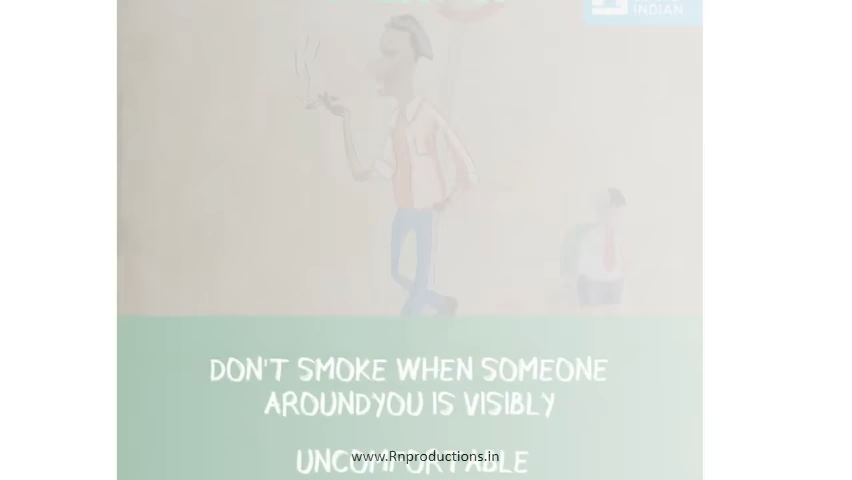 INDIAN
DON'T SMOKE WHEN SOMEONE
AROUNDYOU IS VISIBLY
UNCOMFORTABLE
www.Rnproductions.in